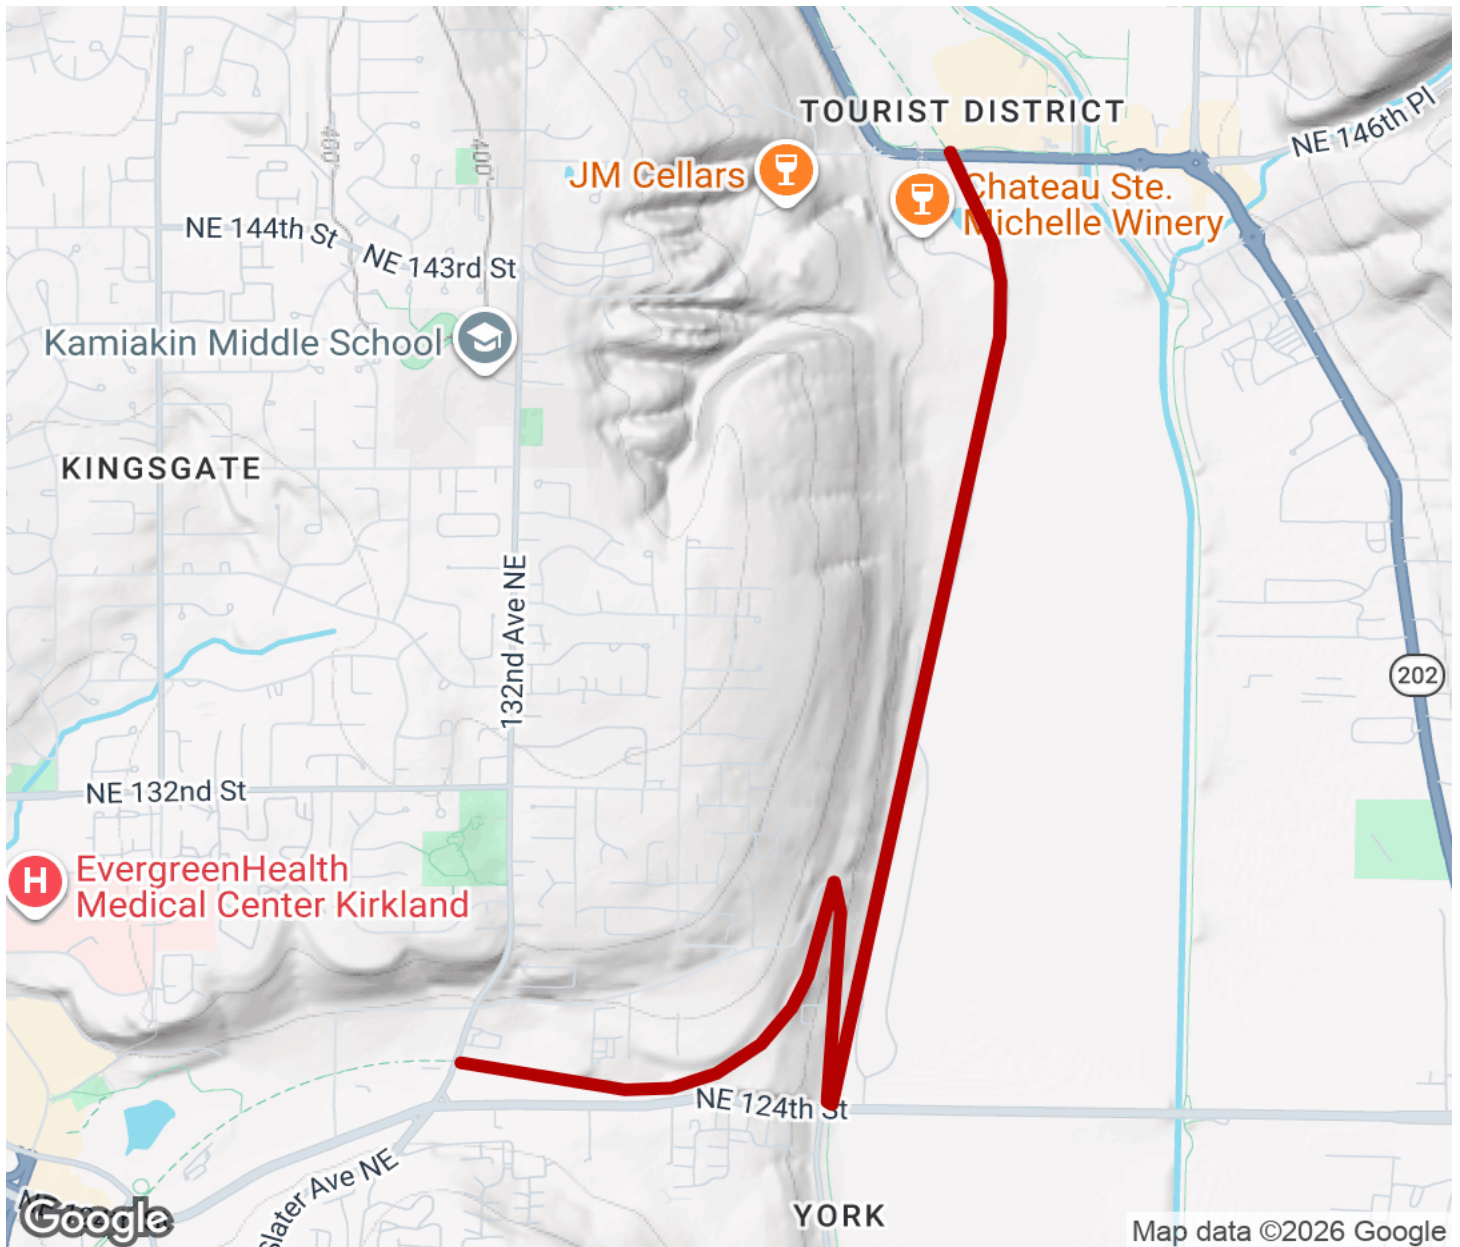 TOURIST DISTRICT
NE 146th Pl
400'
400'
JM Cellars
Chateau Ste.
Michelle Winery
NE 144th St
NE 143rd St
Kamiakin Middle School
KINGSGATE
132nd Ave NE
202
NE 132nd St
H
EvergreenHealth
Medical Center Kirkland
NE 124th St
Slater Ave NE
YORK
Google
Map data ©2026 Google